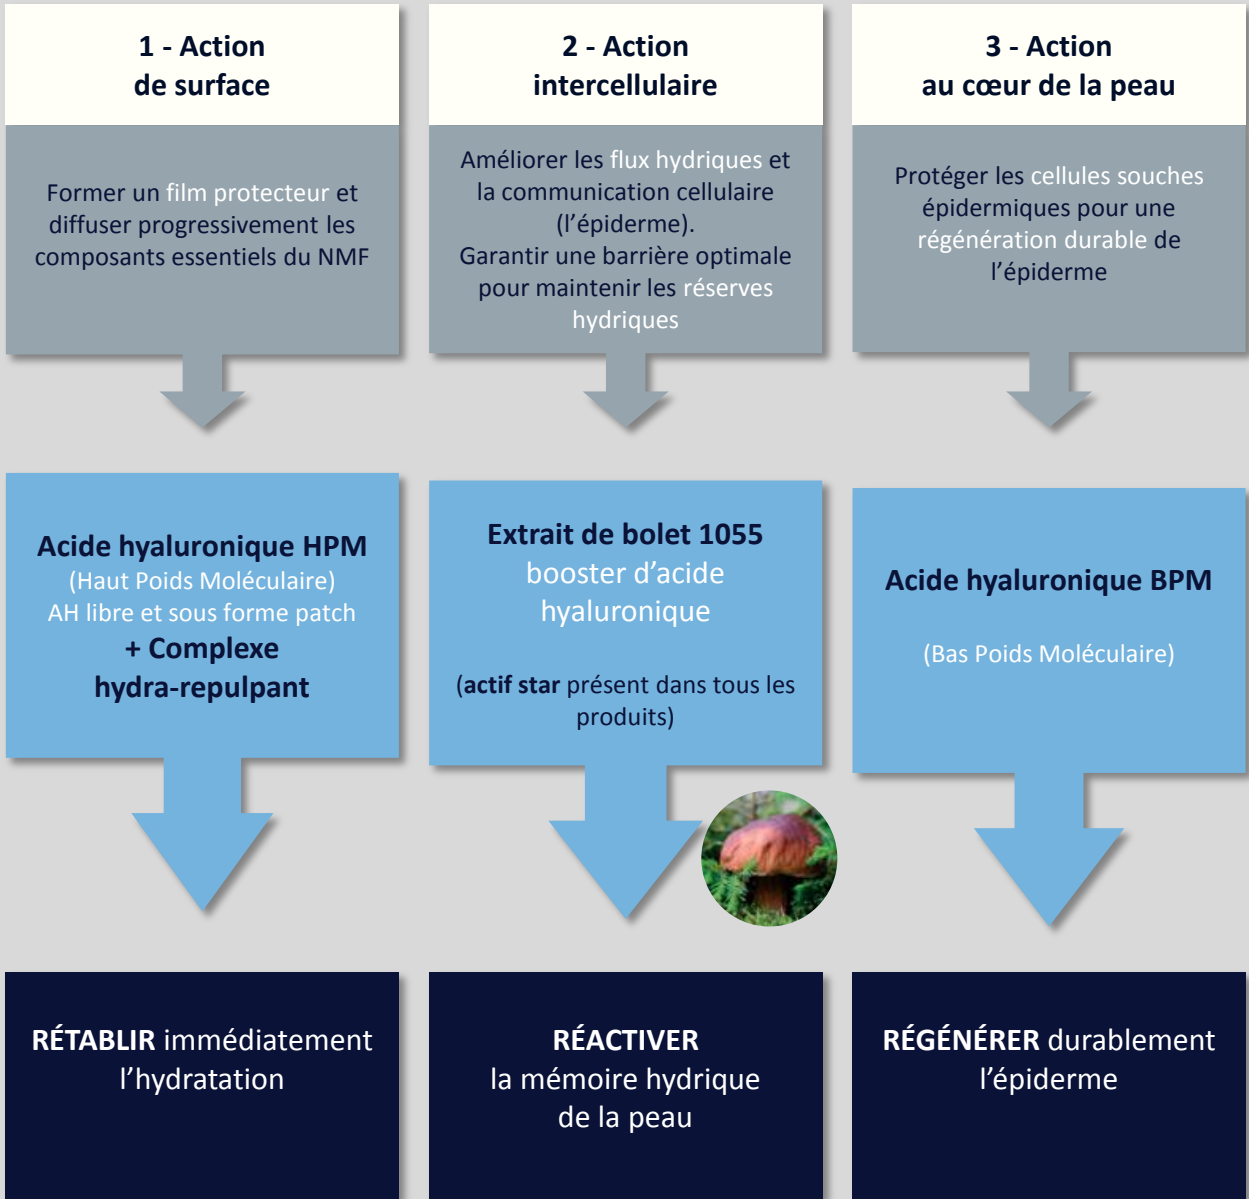 1 - Action
de surface
Former un film protecteur et
diffuser progressivement les
composants essentiels du NMF
Acide hyaluronique HPM
(Haut Poids Moléculaire)
AH libre et sous forme patch
+ Complexe
hydra-repulpant
RÉTABLIR immédiatement
l’hydratation
2 - Action
intercellulaire
Améliorer les flux hydriques et
la communication cellulaire
(l’épiderme).
Garantir une barrière optimale
pour maintenir les réserves
hydriques
Extrait de bolet 1055
booster d’acide
hyaluronique
(actif star présent dans tous les
produits)
RÉACTIVER
la mémoire hydrique
de la peau
3 - Action
au cœur de la peau
Protéger les cellules souches
épidermiques pour une
régénération durable de
l’épiderme
Acide hyaluronique BPM
(Bas Poids Moléculaire)
RÉGÉNÉRER durablement
l’épiderme